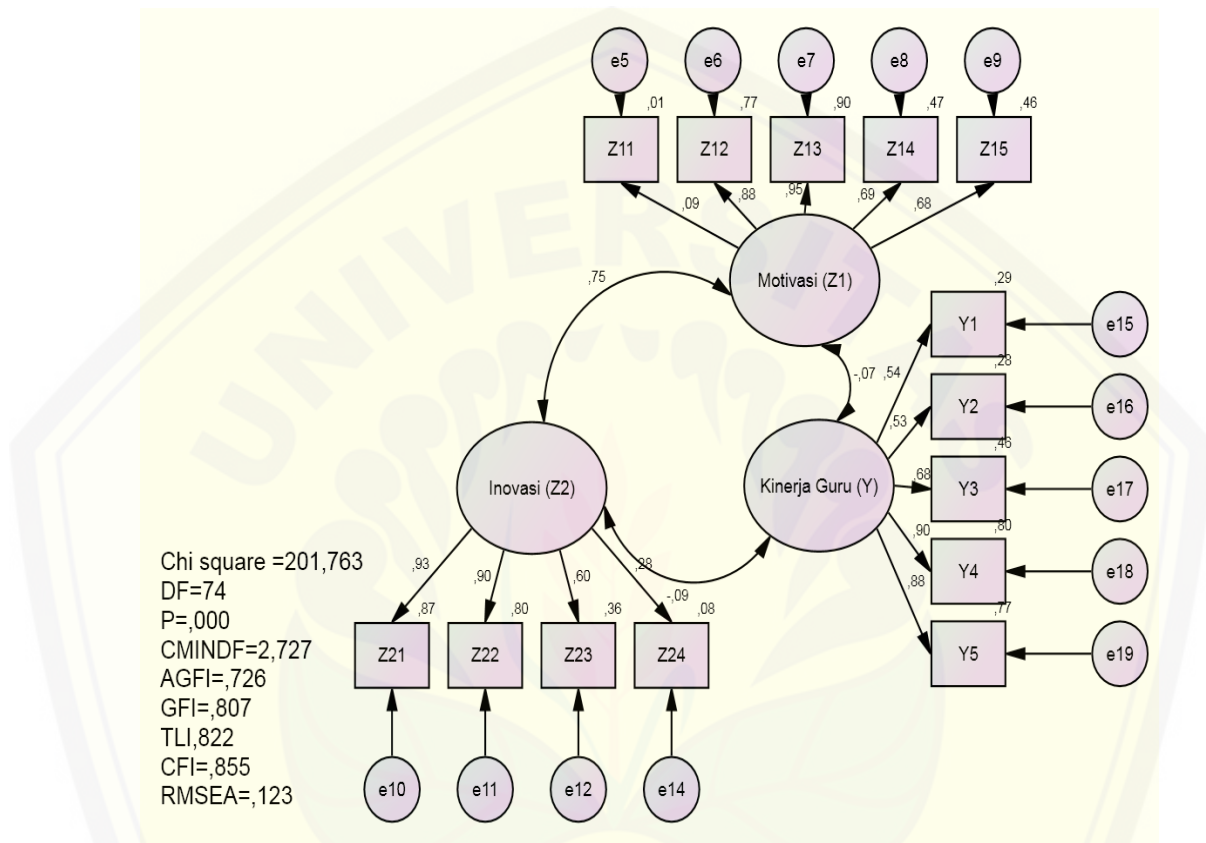 e5 e6 e7 e8 e9
,01 ,77 ,90 ,47 ,46
Z11 Z12 Z13 Z14 Z15
,09 ,88 ,95 ,69 ,68
Motivasi (Z1)
,75
-,07
,29
Y1 e15
,54
,28
Y2 e16
,53
,46
Y3 e17
,68
,80
Y4 e18
,90
,77
Y5 e19
,88
Kinerja Guru (Y)
Inovasi (Z2)
-,09
,93 ,90 ,60 ,28
,87 ,80 ,36 ,08
Z21 Z22 Z23 Z24
e10 e11 e12 e14
Chi square =201,763
DF=74
P=,000
CMINDF=2,727
AGFI=,726
GFI=,807
TLI,822
CFI=,855
RMSEA=,123
UNIVERSITAS